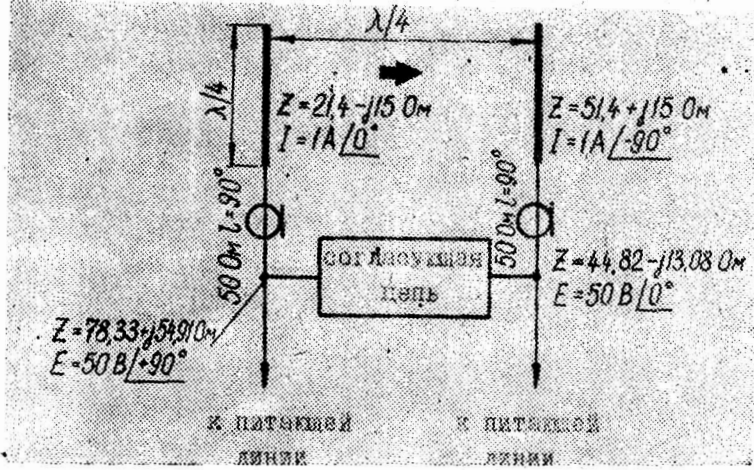 λ/4
λ/4
Z=21,4-j15 Ом
I=1A/0°
Z=51,4+j15 Ом
I=1A/-90°
50 Ом l=90°
50 Ом l=90°
согласующая
цепь
Z=44,82-j13,08 Ом
E=50 В/0°
Z=78,33+j54,91 Ом
E=50 В/+90°
к питающей
линии
к питающей
линии